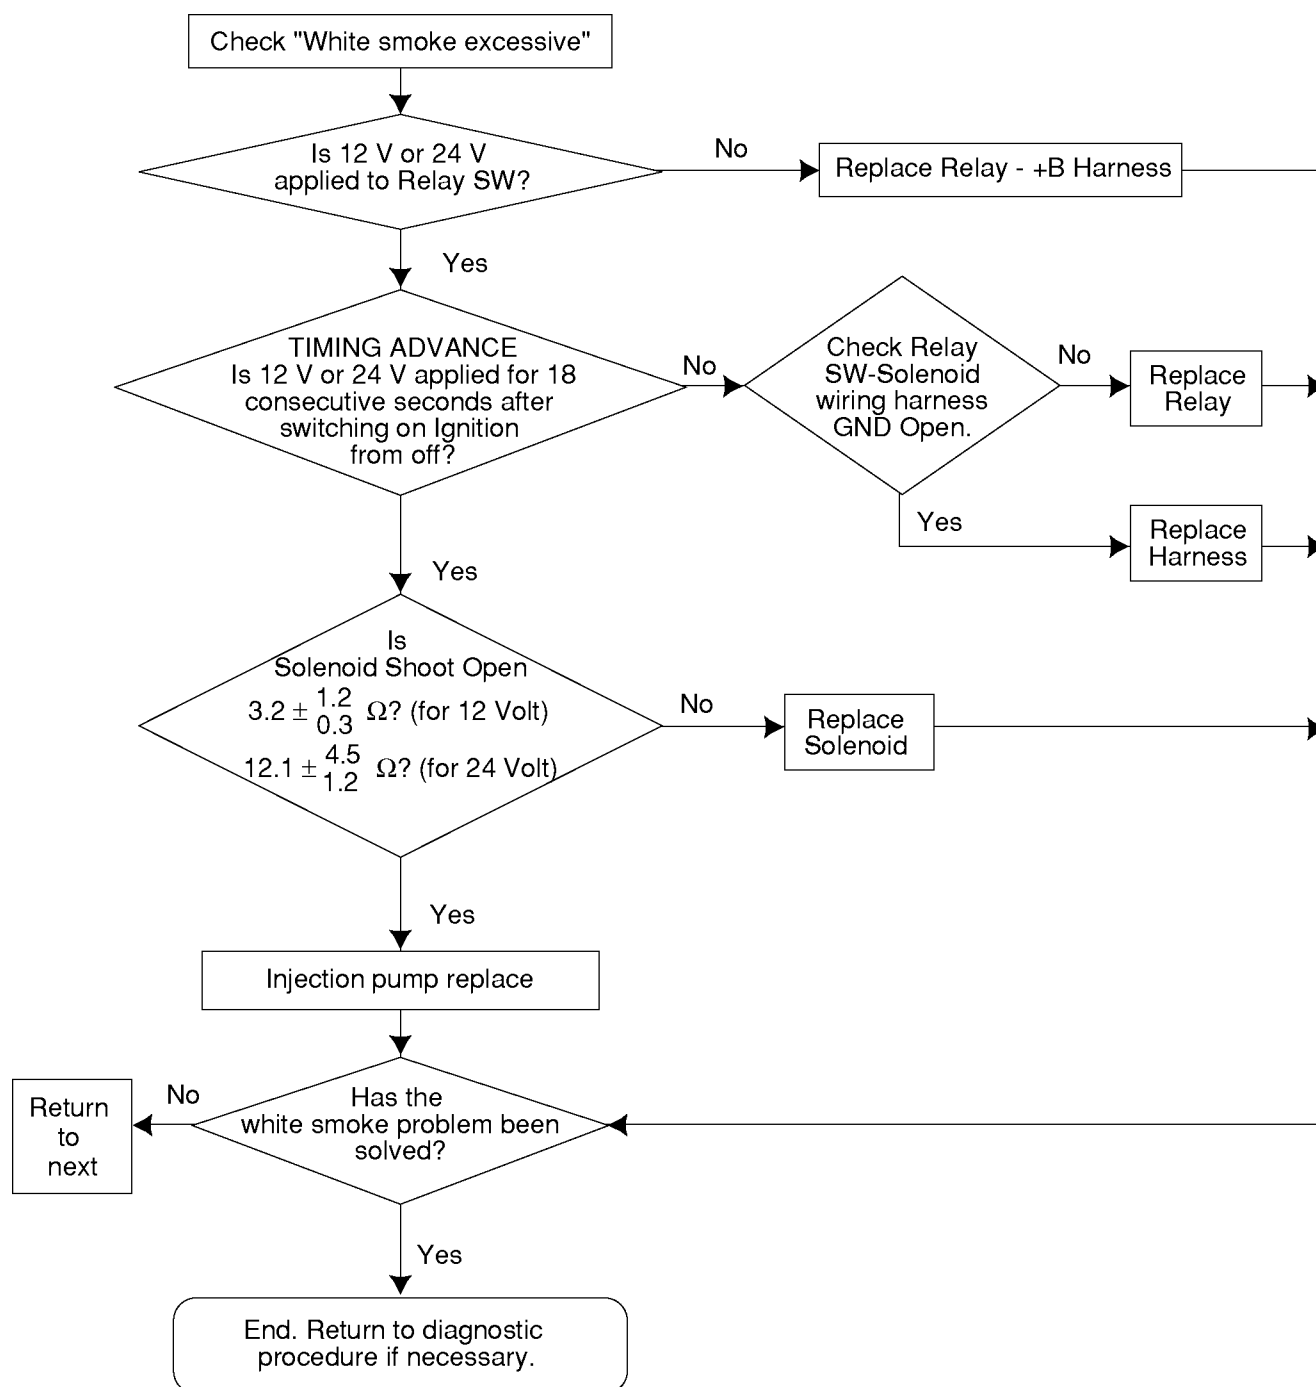 Check "White smoke excessive"
Is 12 V or 24 V
applied to Relay SW?
No
Replace Relay - +B Harness
Yes
TIMING ADVANCE
Is 12 V or 24 V applied for 18
consecutive seconds after
switching on Ignition
from off?
No
Check Relay
SW-Solenoid
wiring harness
GND Open.
No
Replace
Relay
Yes
Replace
Harness
Yes
Is
Solenoid Shoot Open
3.2 ± 1.2 0.3 Ω? (for 12 Volt)
12.1 ± 4.5 1.2 Ω? (for 24 Volt)
No
Replace
Solenoid
Yes
Injection pump replace
Has the
white smoke problem been
solved?
No
Return
to
next
Yes
End. Return to diagnostic
procedure if necessary.